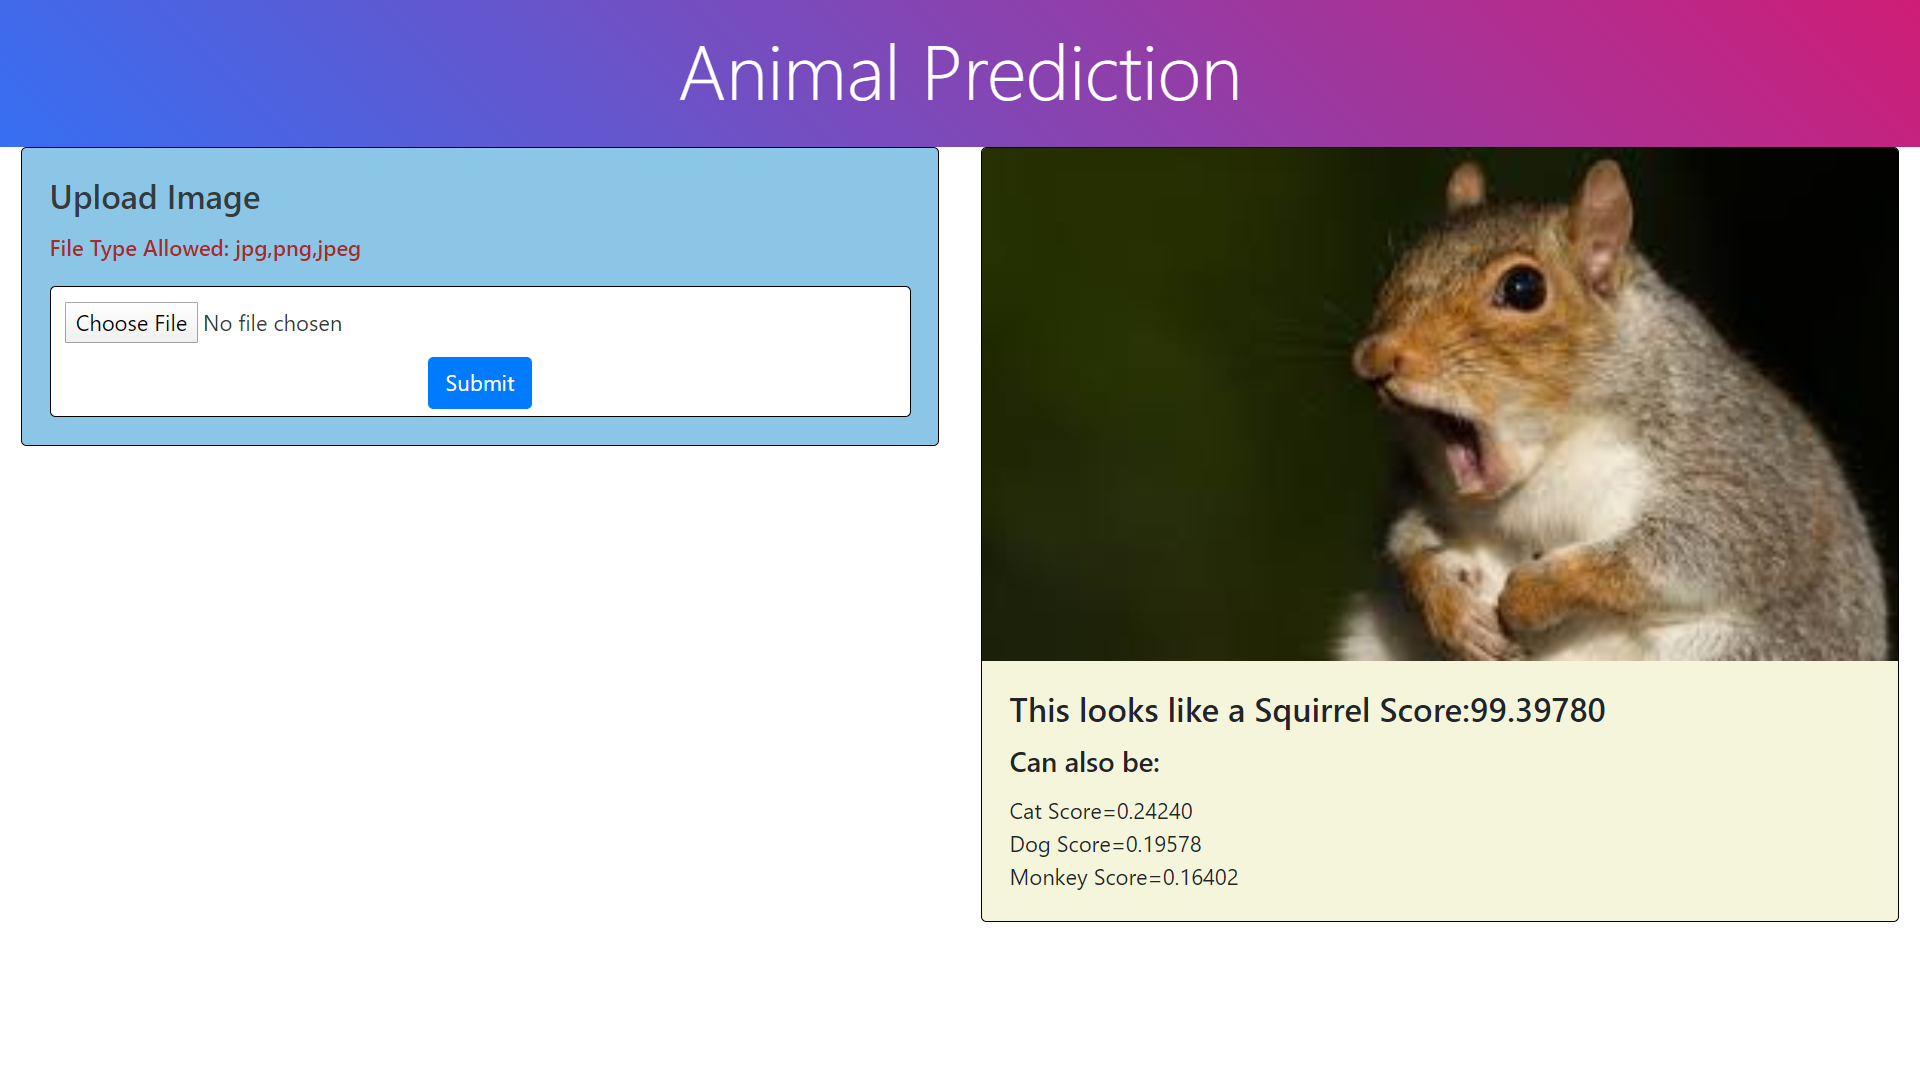 Animal Prediction
Upload Image
File Type Allowed: jpg,png,jpeg
Choose File No file chosen
Submit
This looks like a Squirrel Score:99.39780
Can also be:
Cat Score=0.24240
Dog Score=0.19578
Monkey Score=0.16402